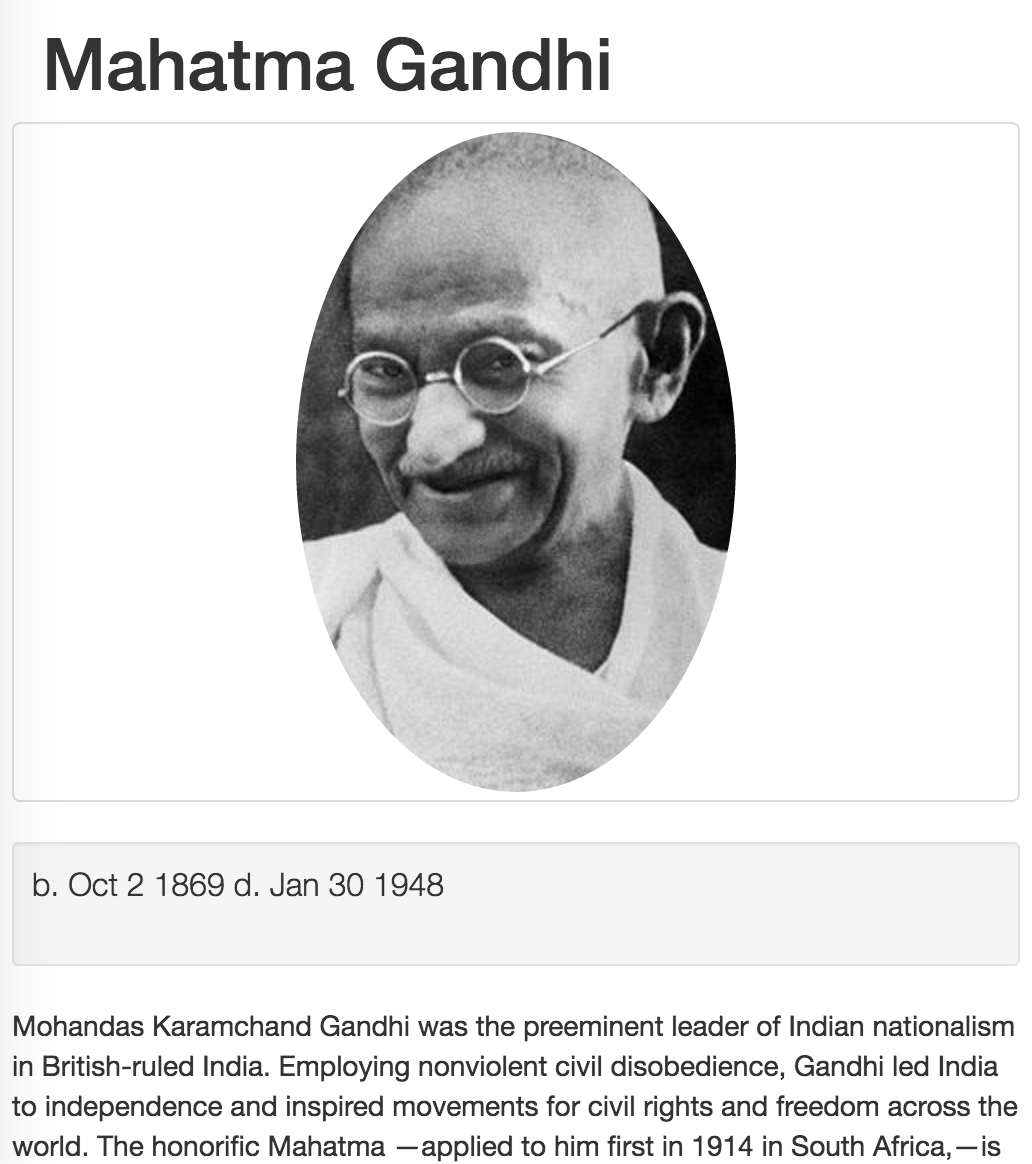 Mahatma Gandhi
b. Oct 2 1869 d. Jan 30 1948
Mohandas Karamchand Gandhi was the preeminent leader of Indian nationalism
in British-ruled India. Employing nonviolent civil disobedience, Gandhi led India
to independence and inspired movements for civil rights and freedom across the
world. The honorific Mahatma —applied to him first in 1914 in South Africa,—is